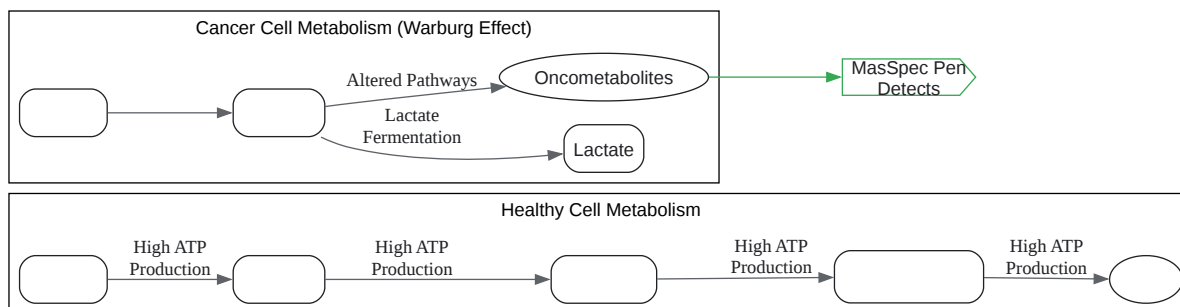 Cancer Cell Metabolism (Warburg Effect)
Altered Pathways
Oncometabolites
MasSpec Pen
Detects
Lactate
Fermentation
Lactate
Healthy Cell Metabolism
High ATP
Production
High ATP
Production
High ATP
Production
High ATP
Production